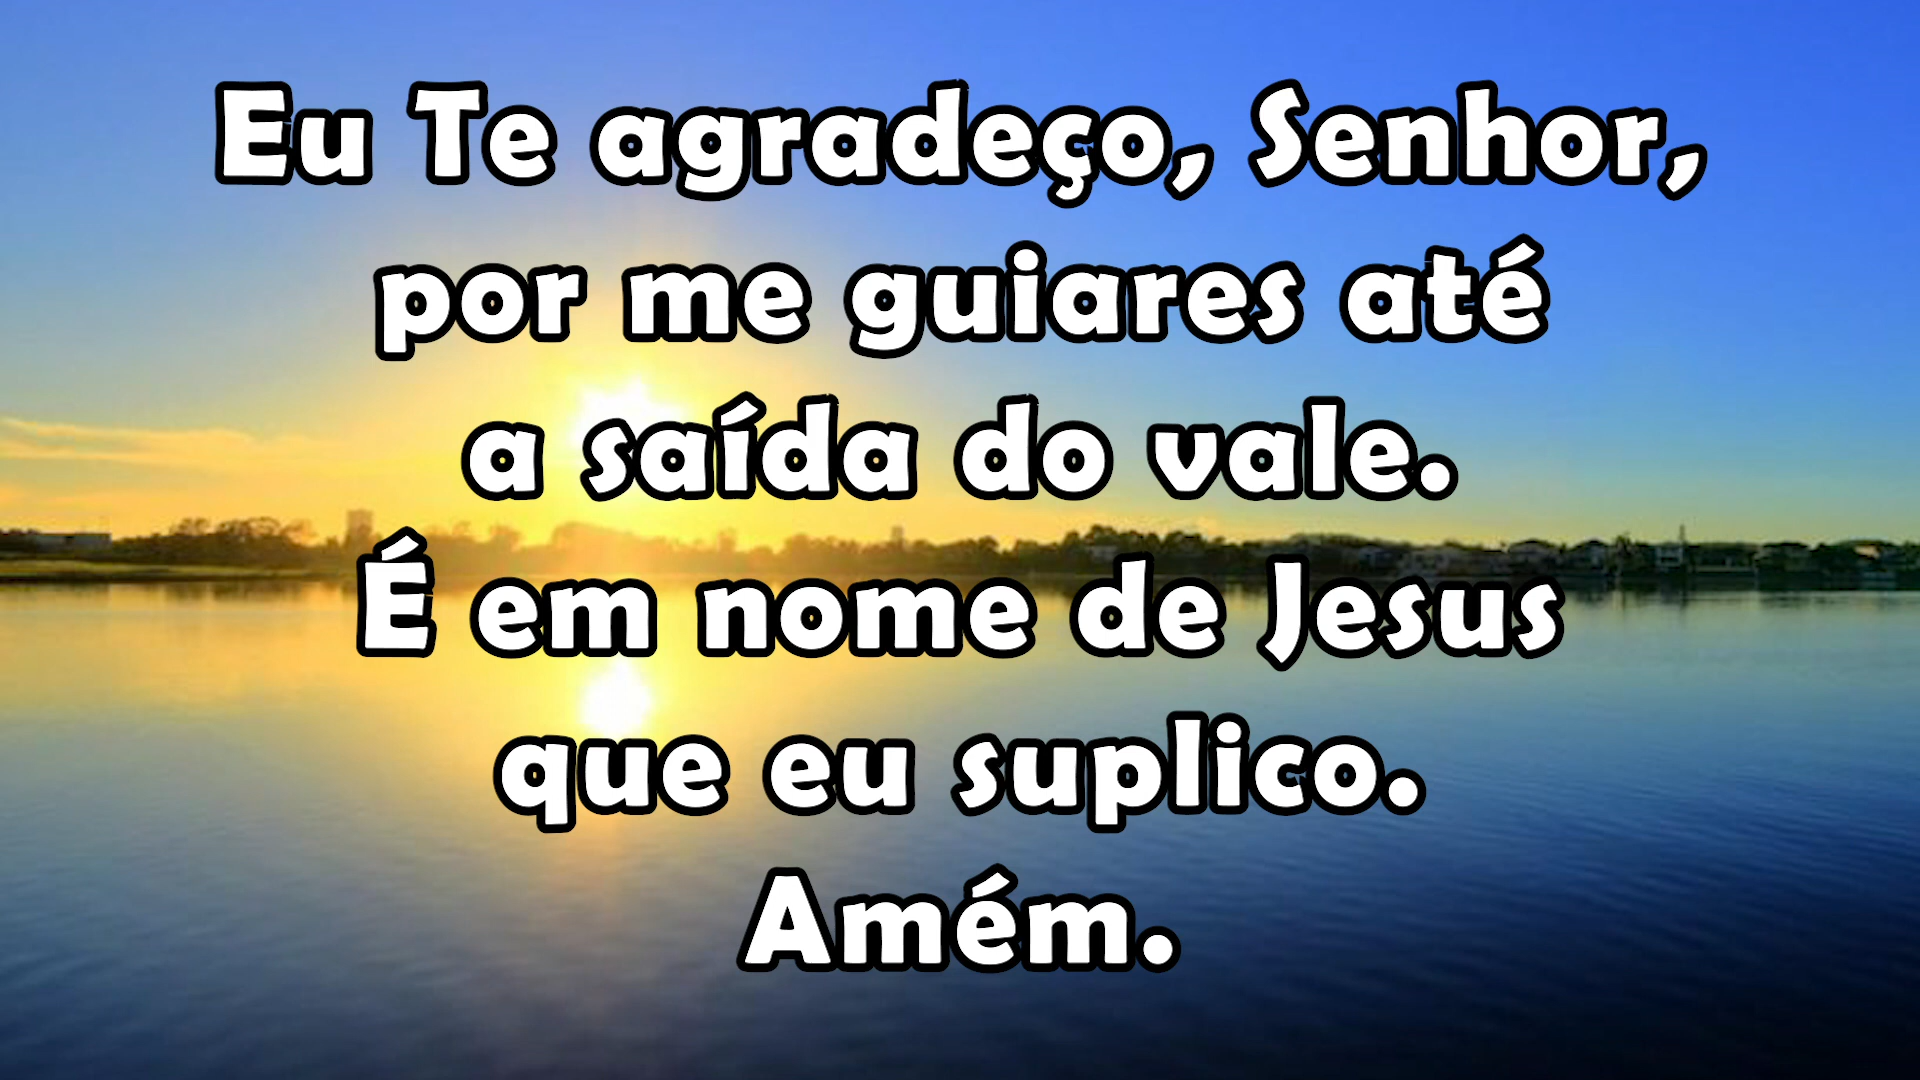 Eu Te agradeço, Senhor,
por me guiares até
a saída do vale.
É em nome de Jesus
que eu suplico.
Amém.